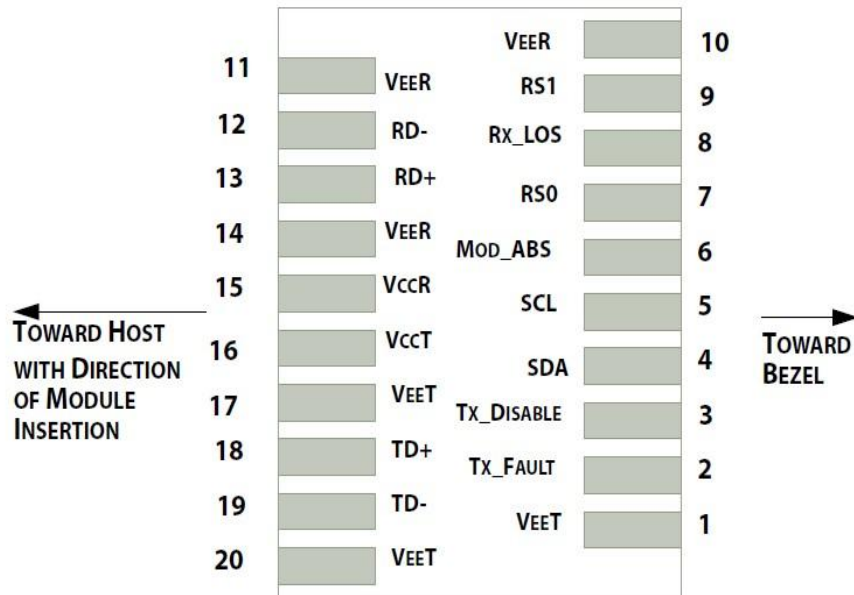 11 VEER
12 RD-
13 RD+
14 VEER
15 VCCR
16 VCCT
17 VEET
18 TD+
19 TD-
20 VEET
TOWARD HOST
WITH DIRECTION
OF MODULE
INSERTION
VEER 10
RS1 9
RX_LOS 8
RS0 7
MOD_ABS 6
SCL 5
SDA 4
TX_DISABLE 3
TX_FAULT 2
VEET 1
TOWARD
BEZEL